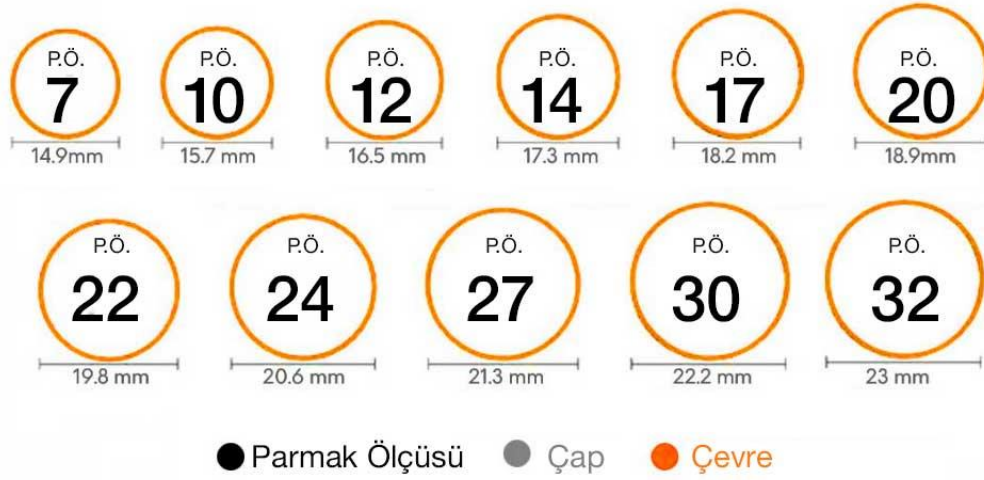 P.Ö. P.Ö. P.Ö. P.Ö. P.Ö. P.Ö.
7 10 12 14 17 20
14.9mm 15.7 mm 16.5 mm 17.3 mm 18.2 mm 18.9mm
P.Ö. P.Ö. P.Ö. P.Ö. P.Ö.
22 24 27 30 32
19.8 mm 20.6 mm 21.3 mm 22.2 mm 23 mm
Parmak Ölçüsü Çap Çevre